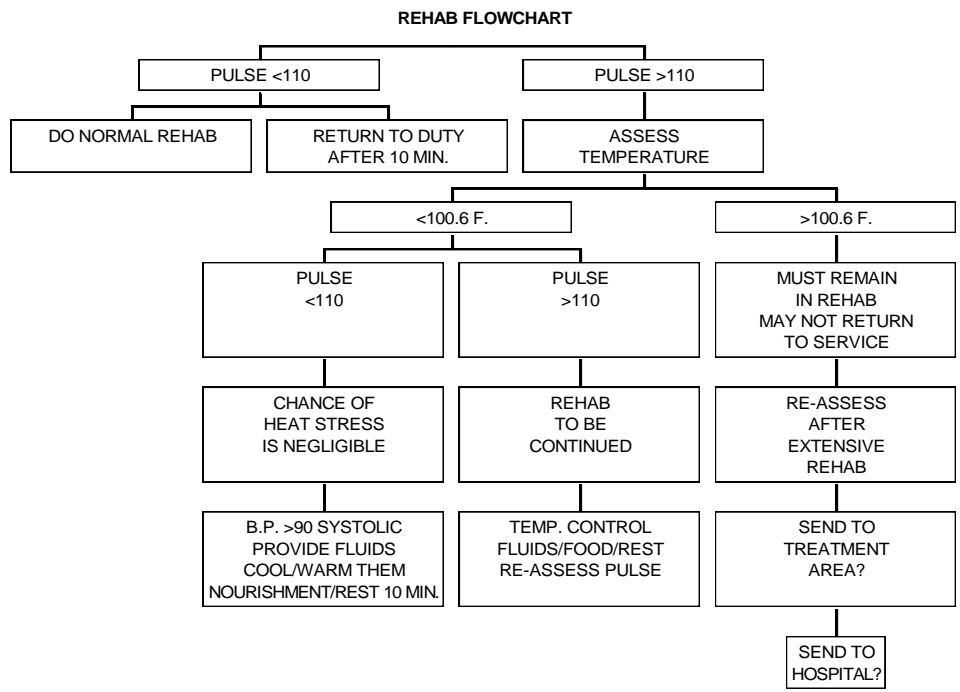 REHAB FLOWCHART
PULSE <110
PULSE >110
DO NORMAL REHAB
RETURN TO DUTY
AFTER 10 MIN.
ASSESS
TEMPERATURE
<100.6 F.
>100.6 F.
PULSE
<110
PULSE
>110
MUST REMAIN
IN REHAB
MAY NOT RETURN
TO SERVICE
CHANCE OF
HEAT STRESS
IS NEGLIGIBLE
REHAB
TO BE
CONTINUED
RE-ASSESS
AFTER
EXTENSIVE
REHAB
B.P. >90 SYSTOLIC
PROVIDE FLUIDS
COOL/WARM THEM
NOURISHMENT/REST 10 MIN.
TEMP. CONTROL
FLUIDS/FOOD/REST
RE-ASSESS PULSE
SEND TO
TREATMENT
AREA?
SEND TO
HOSPITAL?